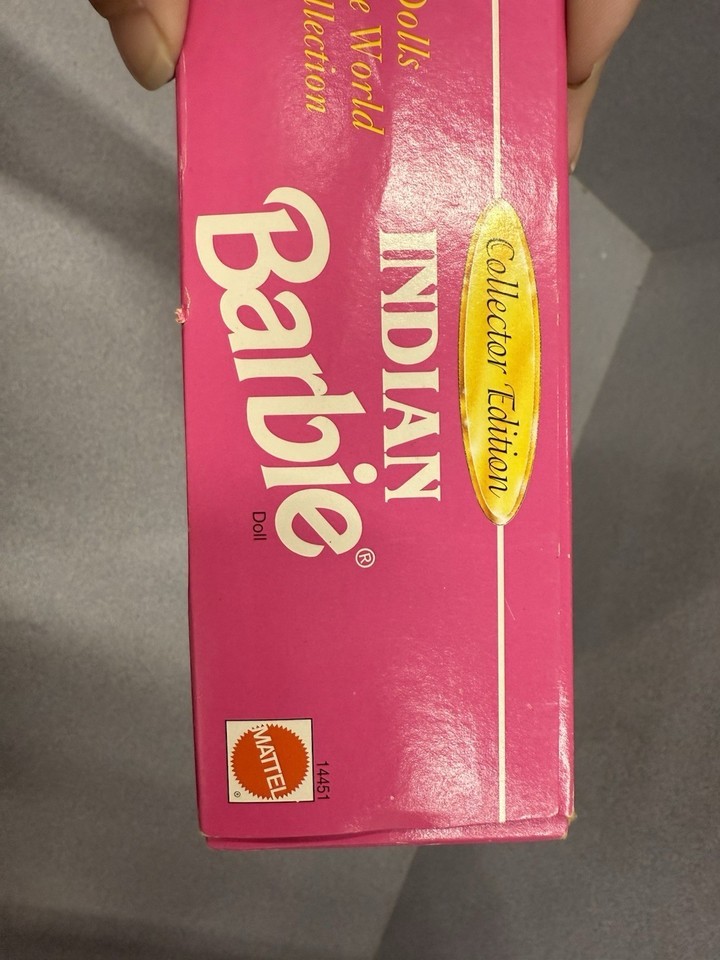 Dolls
e World
llection
Collector Edition
INDIAN
Barbie®
Doll
14451
MATTEL
®